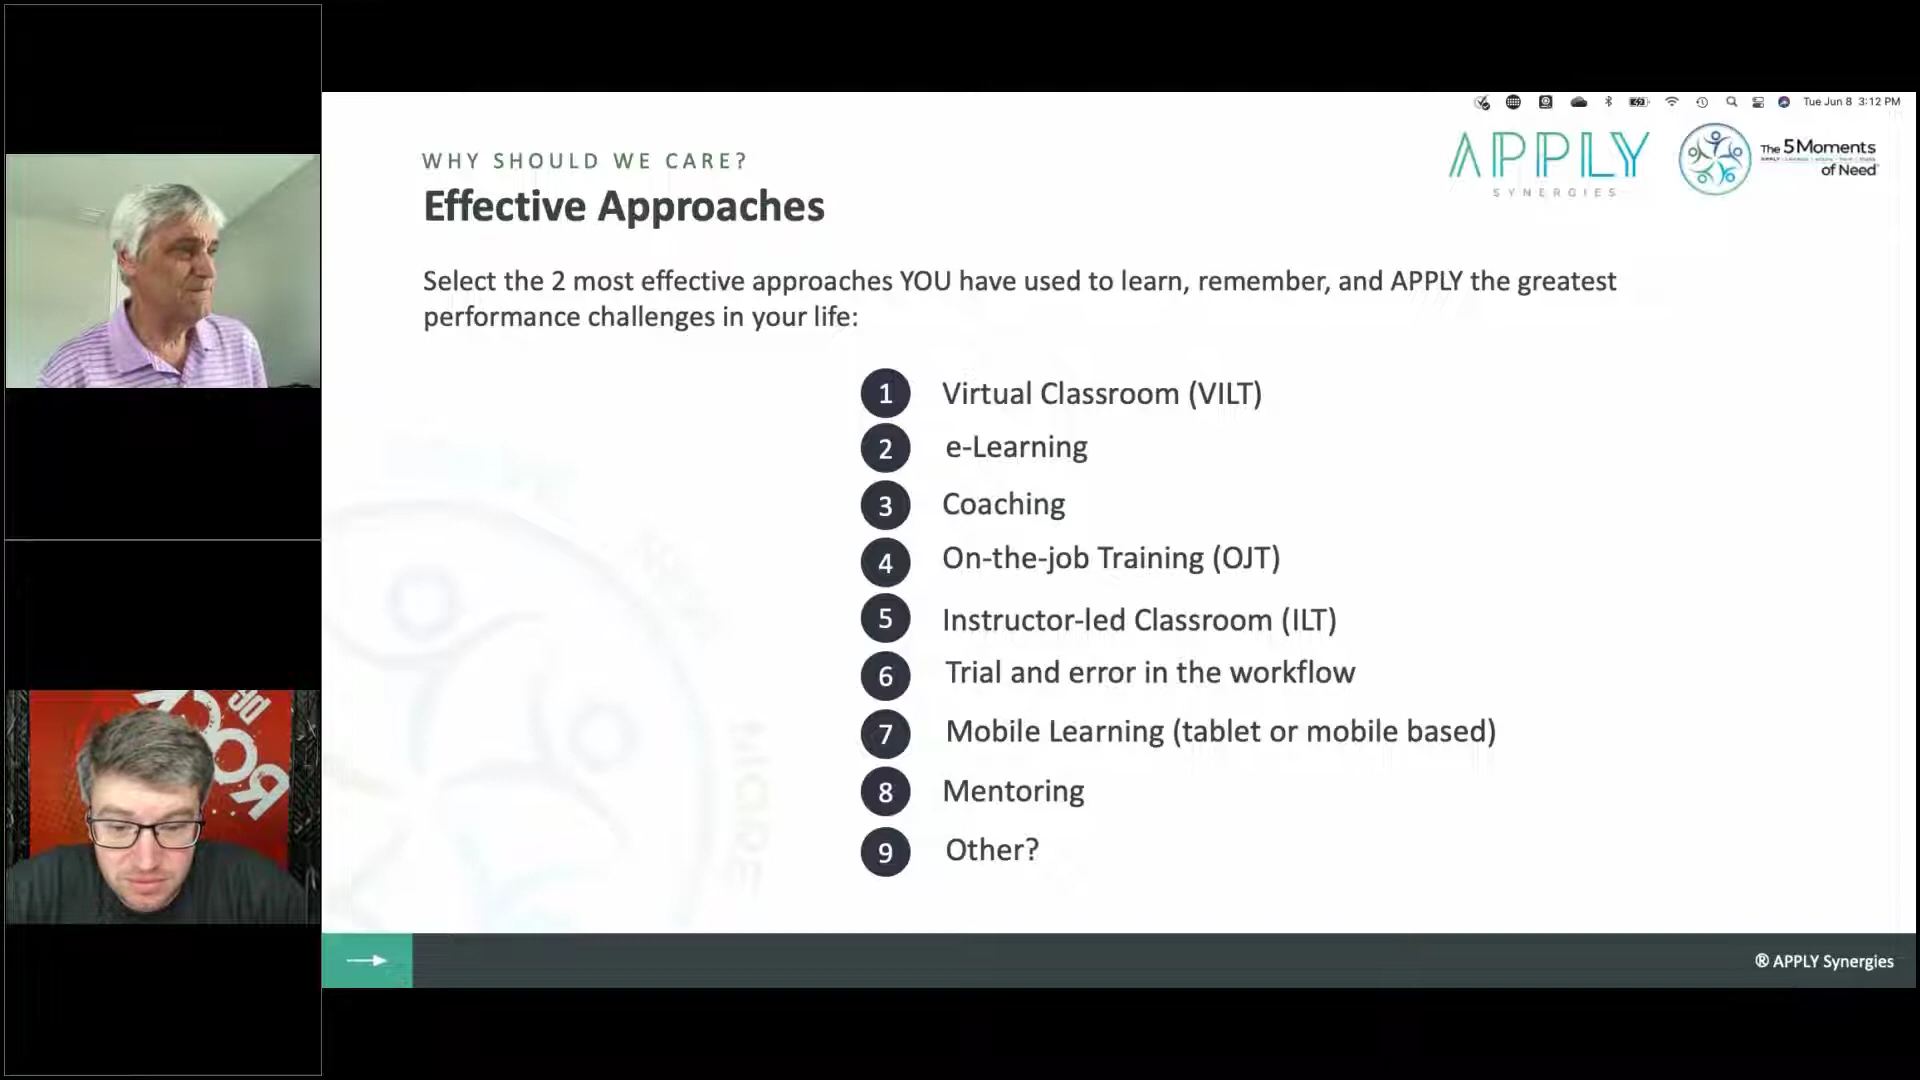 Tue Jun 8 3:12 PM
APPLY
SYNERGIES
The 5 Moments
of Need
WHY SHOULD WE CARE?
Effective Approaches
Select the 2 most effective approaches YOU have used to learn, remember, and APPLY the greatest
performance challenges in your life:
1 Virtual Classroom (VILT)
2 e-Learning
3 Coaching
4 On-the-job Training (OJT)
5 Instructor-led Classroom (ILT)
6 Trial and error in the workflow
7 Mobile Learning (tablet or mobile based)
8 Mentoring
9 Other?
® APPLY Synergies
MORE